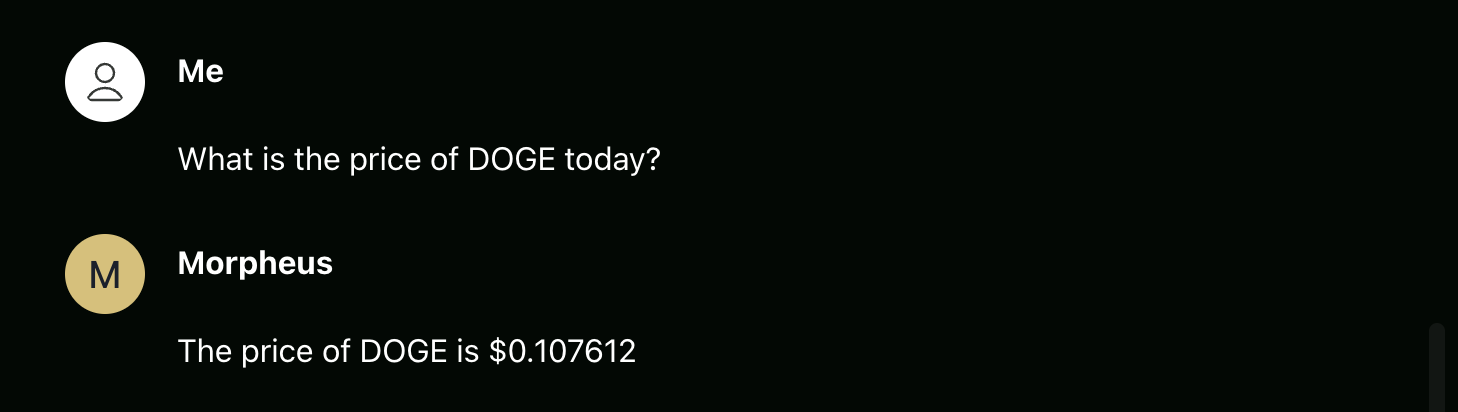 Me
What is the price of DOGE today?
M
Morpheus
The price of DOGE is $0.107612